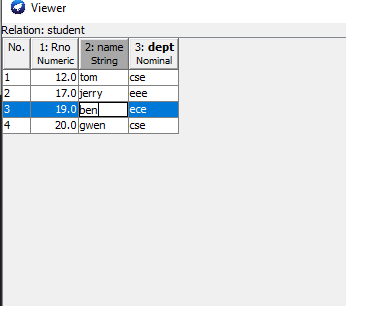 Viewer
Relation: student
No. 1: Rno 2: name 3: dept
Numeric String Nominal
1 12.0 tom cse
2 17.0 jerry eee
3 19.0 ben ece
4 20.0 gwen cse